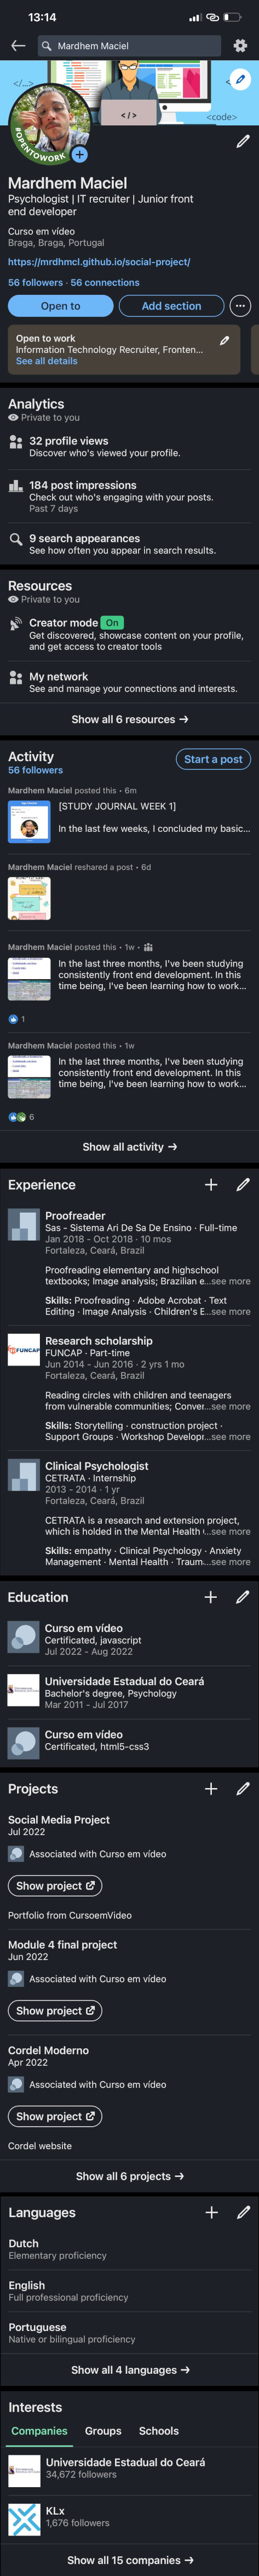 13:14
Mardhem Maciel
</...>
</>
<code>
#OPENTOWORK
Mardhem Maciel
Psychologist | IT recruiter | Junior front
end developer
Curso em vídeo
Braga, Braga, Portugal
https://mrdhmcl.github.io/social-project/
56 followers · 56 connections
Open to
Add section
Open to work
Information Technology Recruiter, Fronten...
See all details
Analytics
Private to you
32 profile views
Discover who's viewed your profile.
184 post impressions
Check out who's engaging with your posts.
Past 7 days
9 search appearances
See how often you appear in search results.
Resources
Private to you
Creator mode On
Get discovered, showcase content on your profile,
and get access to creator tools
My network
See and manage your connections and interests.
Show all 6 resources →
Activity
Start a post
56 followers
Mardhem Maciel posted this • 6m
[STUDY JOURNAL WEEK 1]
In the last few weeks, I concluded my basic...
Mardhem Maciel reshared a post • 6d
Mardhem Maciel posted this • 1w •
In the last three months, I've been studying
consistently front end development. In this
time being, I've been learning how to work...
1
Mardhem Maciel posted this • 1w
In the last three months, I've been studying
consistently front end development. In this
time being, I've been learning how to work...
6
Show all activity →
Experience
Proofreader
Sas - Sistema Ari De Sa De Ensino · Full-time
Jan 2018 - Oct 2018 · 10 mos
Fortaleza, Ceará, Brazil
Proofreading elementary and highschool
textbooks; Image analysis; Brazilian e...see more
Skills: Proofreading · Adobe Acrobat · Text
Editing · Image Analysis · Children's E...see more
FUNCAP
Research scholarship
FUNCAP · Part-time
Jun 2014 - Jun 2016 · 2 yrs 1 mo
Fortaleza, Ceará, Brazil
Reading circles with children and teenagers
from vulnerable communities; Conver...see more
Skills: Storytelling · construction project ·
Support Groups · Workshop Developr...see more
Clinical Psychologist
CETRATA · Internship
2013 - 2014 · 1 yr
Fortaleza, Ceará, Brazil
CETRATA is a research and extension project,
which is holded in the Mental Health (...see more
Skills: empathy · Clinical Psychology · Anxiety
Management · Mental Health · Traum...see more
Education
Curso em vídeo
Certificated, javascript
Jul 2022 - Aug 2022
Universidade Estadual do Ceará
Bachelor's degree, Psychology
Mar 2011 - Jul 2017
Curso em vídeo
Certificated, html5-css3
Projects
Social Media Project
Jul 2022
Associated with Curso em vídeo
Show project
Portfolio from CursoemVideo
Module 4 final project
Jun 2022
Associated with Curso em vídeo
Show project
Cordel Moderno
Apr 2022
Associated with Curso em vídeo
Show project
Cordel website
Show all 6 projects →
Languages
Dutch
Elementary proficiency
English
Full professional proficiency
Portuguese
Native or bilingual proficiency
Show all 4 languages →
Interests
Companies
Groups
Schools
Universidade Estadual do Ceará
34,672 followers
KLx
1,676 followers
Show all 15 companies →